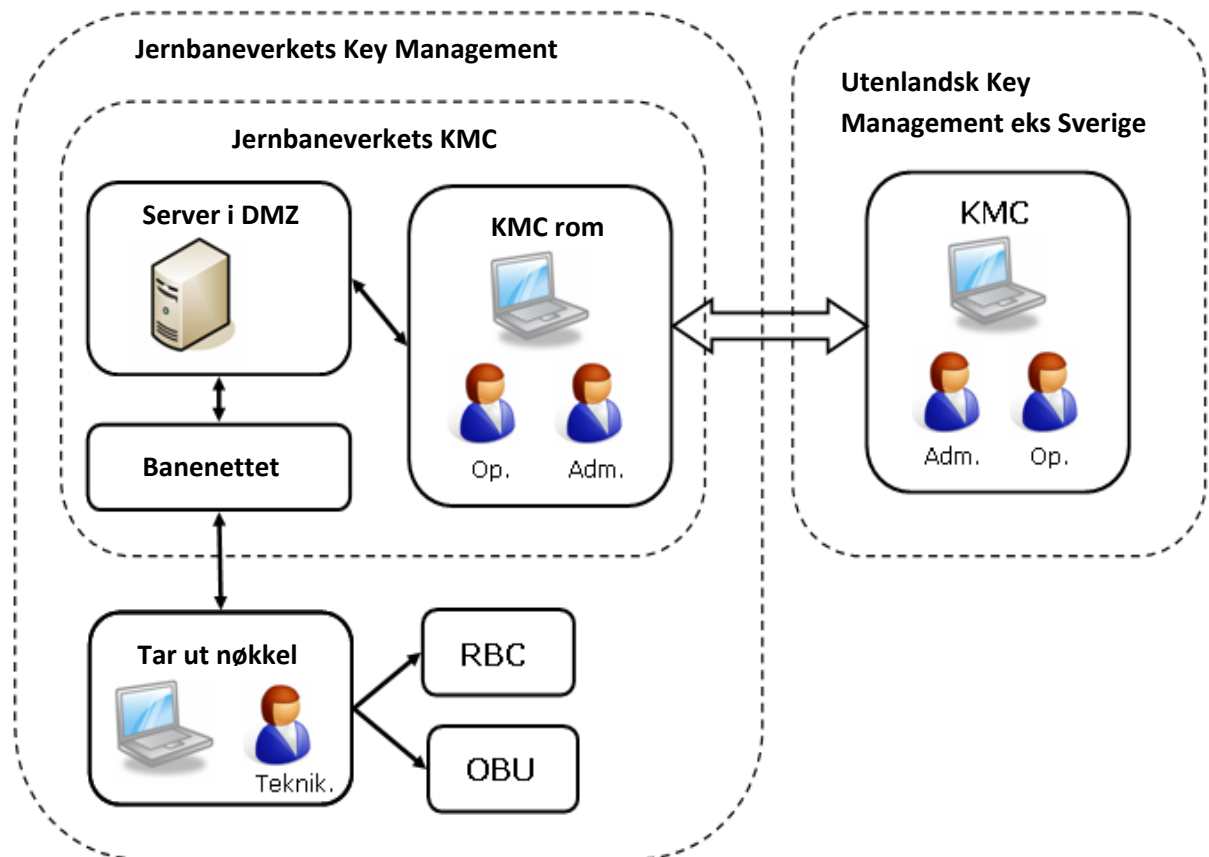 Jernbaneverkets Key Management
Jernbaneverkets KMC
Server i DMZ
KMC rom
Op.
Adm.
Banenettet
Tar ut nøkkel
Teknik.
RBC
OBU
Utenlandsk Key
Management eks Sverige
KMC
Adm.
Op.